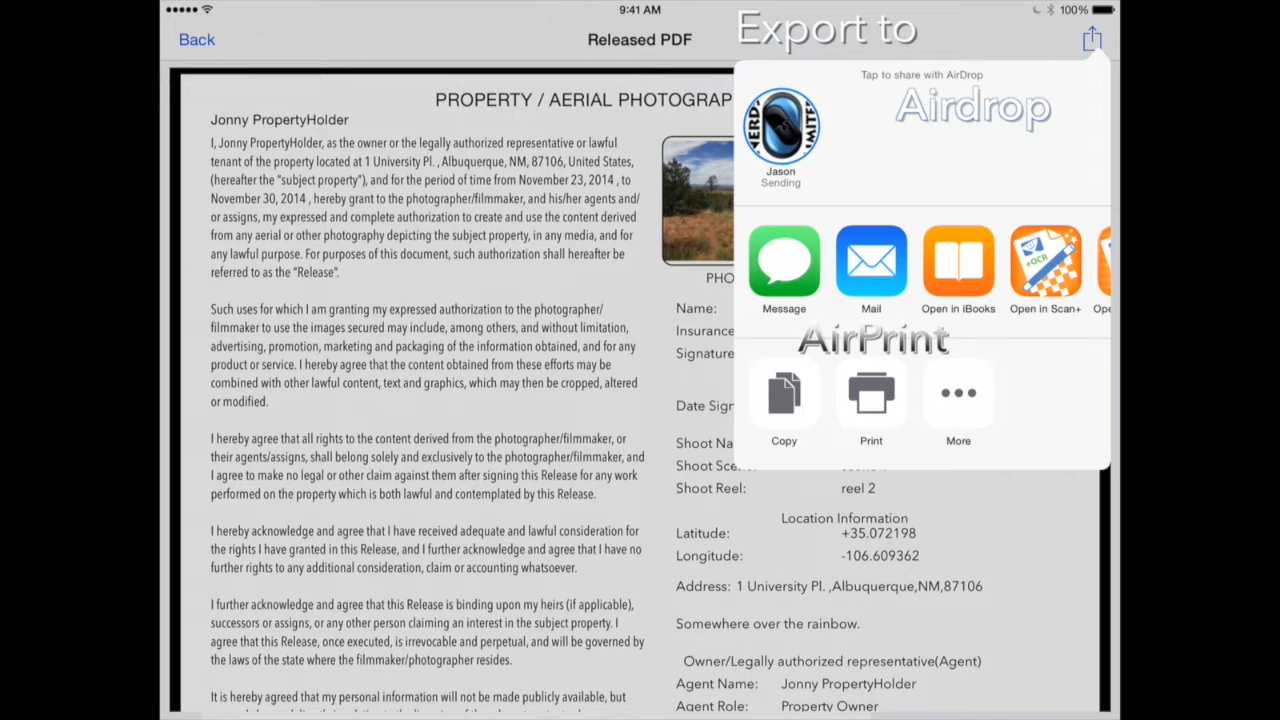 9:41 AM
100%
Export to
Back
Released PDF
Tap to share with AirDrop
Airdrop
NERDS
MITE
Jason
Sending
PROPERTY / AERIAL PHOTOGRAP
Jonny PropertyHolder
I, Jonny PropertyHolder, as the owner or the legally authorized representative or lawful
tenant of the property located at 1 University Pl. , Albuquerque, NM, 87106, United States,
(hereafter the "subject property"), and for the period of time from November 23, 2014 , to
November 30, 2014 , hereby grant to the photographer/filmmaker, and his/her agents and/
or assigns, my expressed and complete authorization to create and use the content derived
from any aerial or other photography depicting the subject property, in any media, and for
any lawful purpose. For purposes of this document, such authorization shall hereafter be
referred to as the "Release".
Such uses for which I am granting my expressed authorization to the photographer/
filmmaker to use the images secured may include, among others, and without limitation,
advertising, promotion, marketing and packaging of the information obtained, and for any
product or service. I hereby agree that the content obtained from these efforts may be
combined with other lawful content, text and graphics, which may then be cropped, altered
or modified.
I hereby agree that all rights to the content derived from the photographer/filmmaker, or
their agents/assigns, shall belong solely and exclusively to the photographer/filmmaker, and
I agree to make no legal or other claim against them after signing this Release for any work
performed on the property which is both lawful and contemplated by this Release.
I hereby acknowledge and agree that I have received adequate and lawful consideration for
the rights I have granted in this Release, and I further acknowledge and agree that I have no
further rights to any additional consideration, claim or accounting whatsoever.
I further acknowledge and agree that this Release is binding upon my heirs (if applicable),
successors or assigns, or any other person claiming an interest in the subject property. I
agree that this Release, once executed, is irrevocable and perpetual, and will be governed by
the laws of the state where the filmmaker/photographer resides.
It is hereby agreed that my personal information will not be made publicly available, but
PHO
Name:
Insurance
Signature
Date Sign
Shoot Na
Shoot Sce
Shoot Reel: reel 2
Location Information
Latitude: +35.072198
Longitude: -106.609362
Address: 1 University Pl. ,Albuquerque,NM,87106
Somewhere over the rainbow.
Owner/Legally authorized representative(Agent)
Agent Name: Jonny PropertyHolder
Agent Role: Property Owner
+OCR
Message Mail Open in iBooks Open in Scan+ Ope
AirPrint
Copy Print More